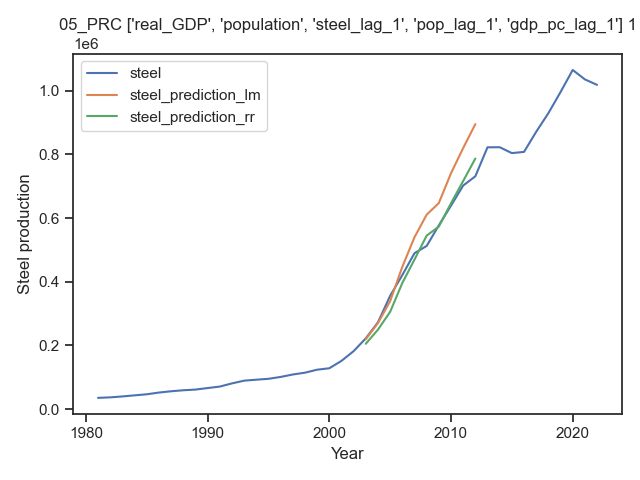 05_PRC ['real_GDP', 'population', 'steel_lag_1', 'pop_lag_1', 'gdp_pc_lag_1'] 1
1e6
steel
steel_prediction_lm
steel_prediction_rr
1.0
0.8
0.6
0.4
0.2
0.0
Steel production
1980
1990
2000
2010
2020
Year